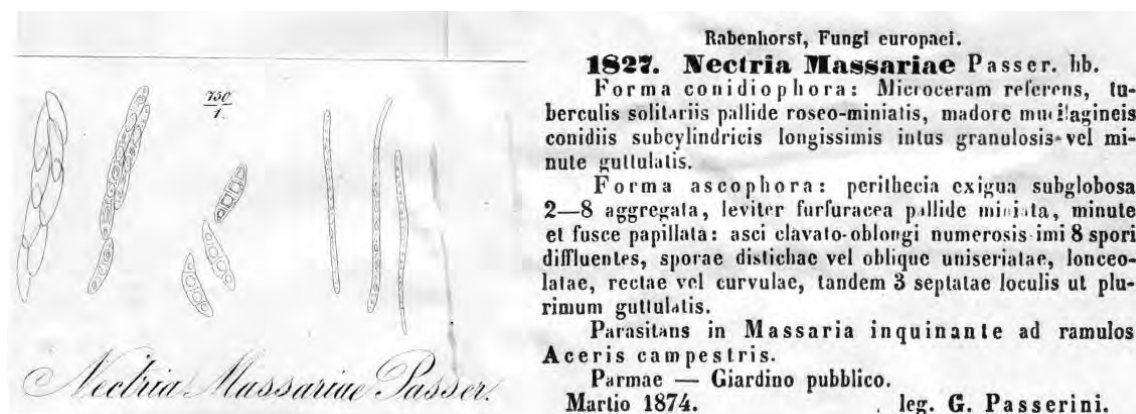 750
1.
Nectria Massariae Passer.
Rabenhorst, Fungi europaei.
1827. Nectria Massariae Passer. hb.
Forma conidiophora: Microceram referens, tu-
berculis solitariis pallide roseo-miniatis, madore mucilagineis
conidiis subcylindricis longissimis intus granulosis vel mi-
nute guttulatis.
Forma ascophora: perithecia exigua subglobosa
2—8 aggregata, leviter furfuracea pallide miniata, minute
et fusce papillata: asci clavato-oblongi numerosis imi 8 spori
diffluentes, sporae distichae vel oblique uniseriatae, lonceo-
latae, rectae vel curvulae, tandem 3 septatae loculis ut plu-
rimum guttulatis.
Parasitans in Massaria inquinante ad ramulos
Aceris campestris.
Parmae — Giardino pubblico.
Martio 1874. leg. G. Passerini.